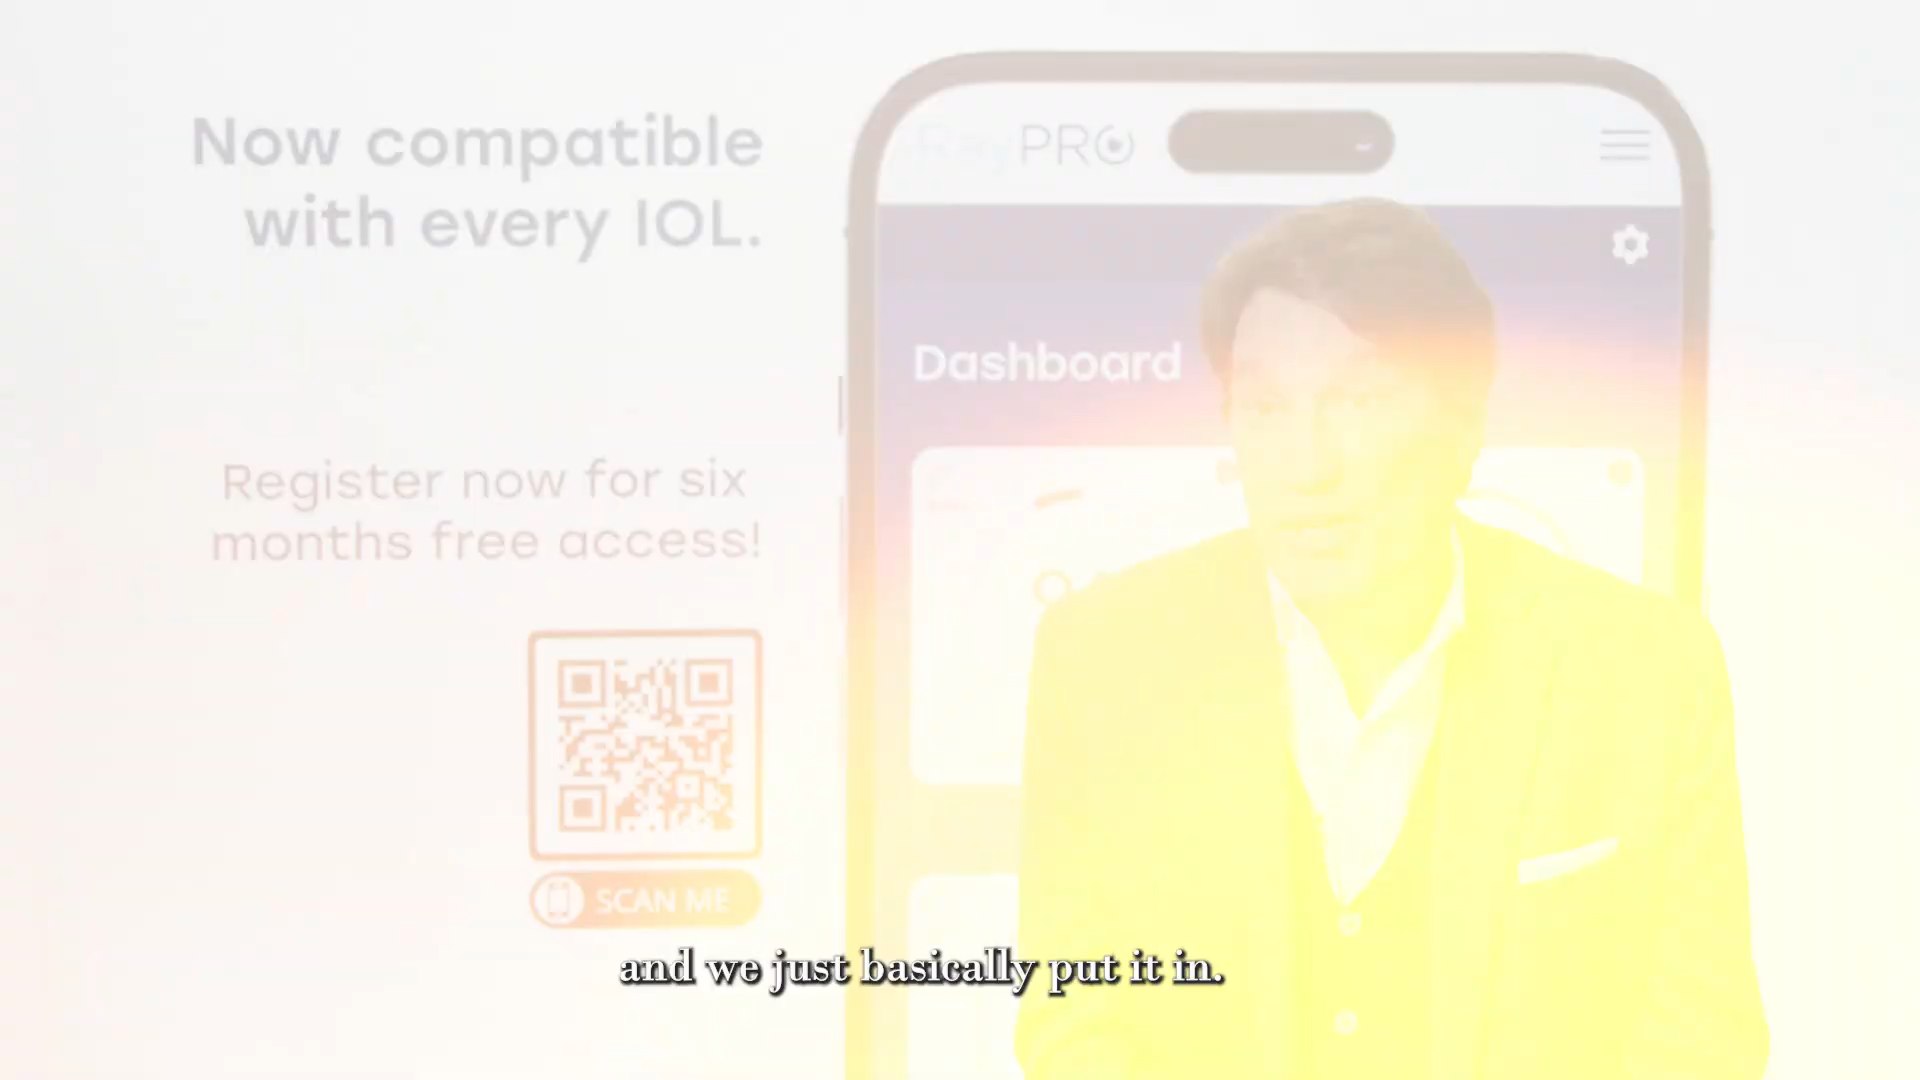 Now compatible
with every IOL.
RayPRO
Dashboard
Register now for six
months free access!
SCAN ME
and we just basically put it in.